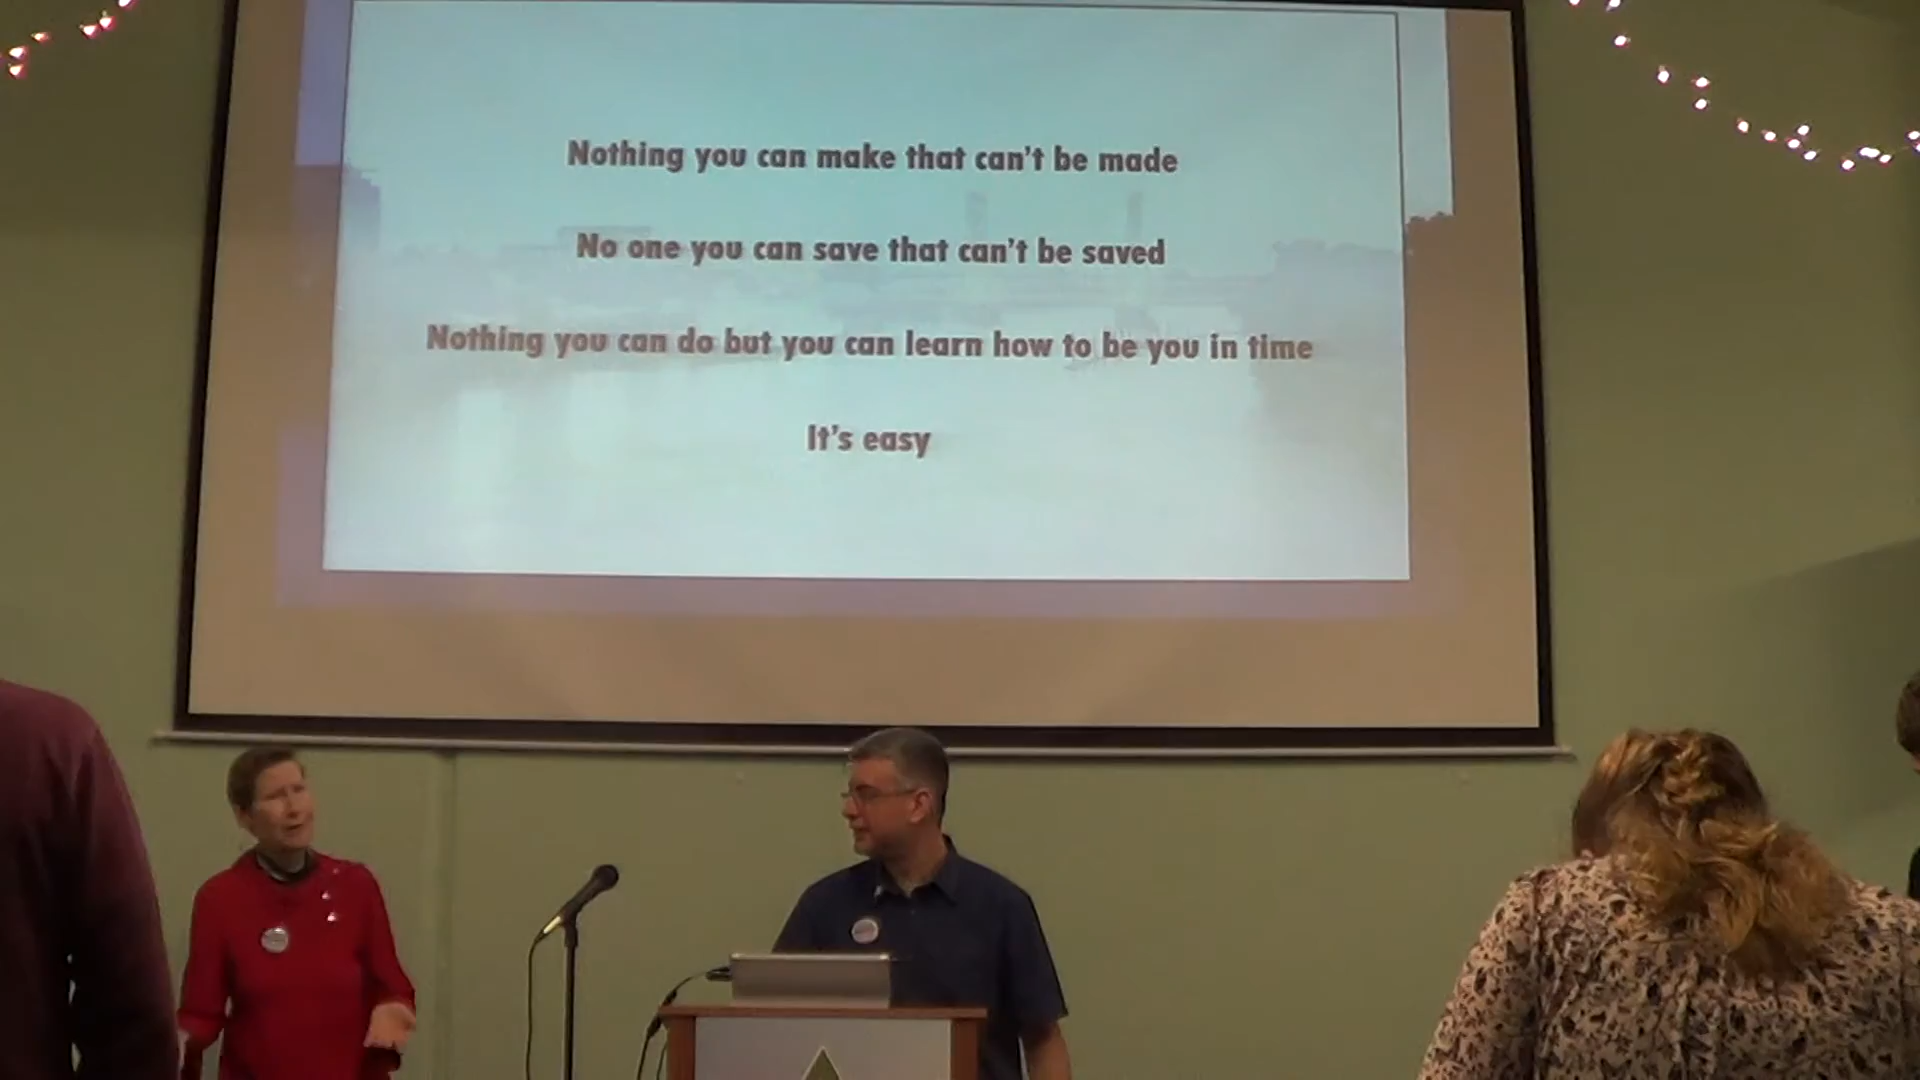 Nothing you can make that can't be made
No one you can save that can't be saved
Nothing you can do but you can learn how to be you in time
It's easy